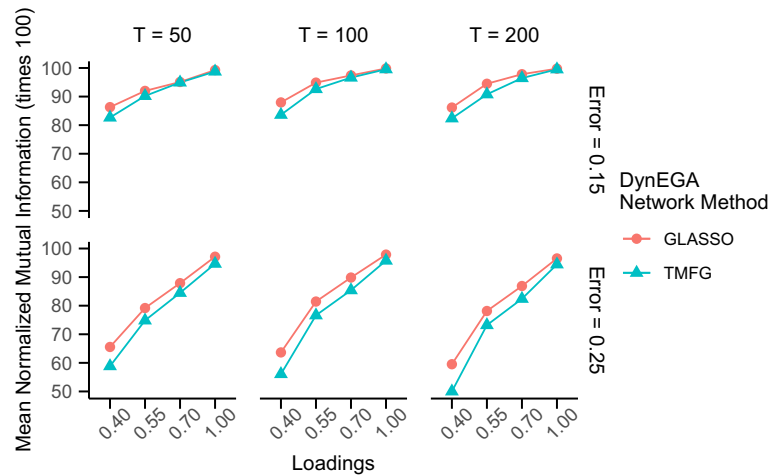 T = 50
T = 100
T = 200
Mean Normalized Mutual Information (times 100)
100
90
80
70
60
50
Error = 0.15
100
90
80
70
60
50
Error = 0.25
DynEGA
Network Method
GLASSO
TMFG
0.40
0.55
0.70
1.00
0.40
0.55
0.70
1.00
0.40
0.55
0.70
1.00
Loadings